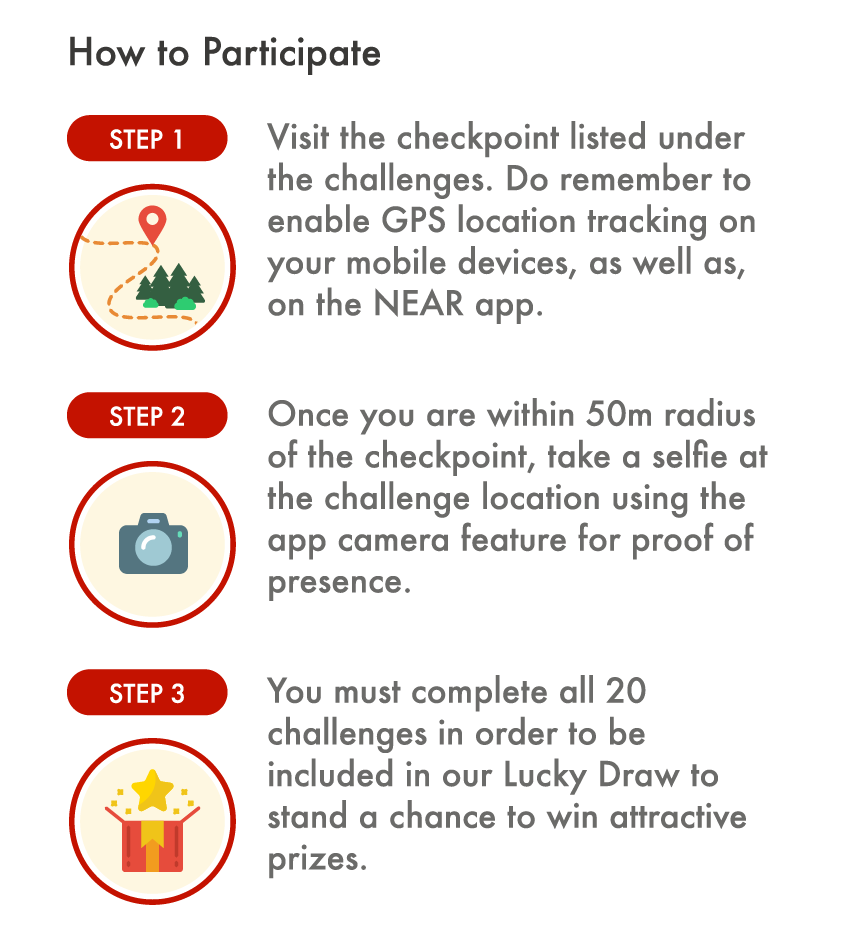 How to Participate
STEP 1
Visit the checkpoint listed under
the challenges. Do remember to
enable GPS location tracking on
your mobile devices, as well as,
on the NEAR app.
STEP 2
Once you are within 50m radius
of the checkpoint, take a selfie at
the challenge location using the
app camera feature for proof of
presence.
STEP 3
You must complete all 20
challenges in order to be
included in our Lucky Draw to
stand a chance to win attractive
prizes.